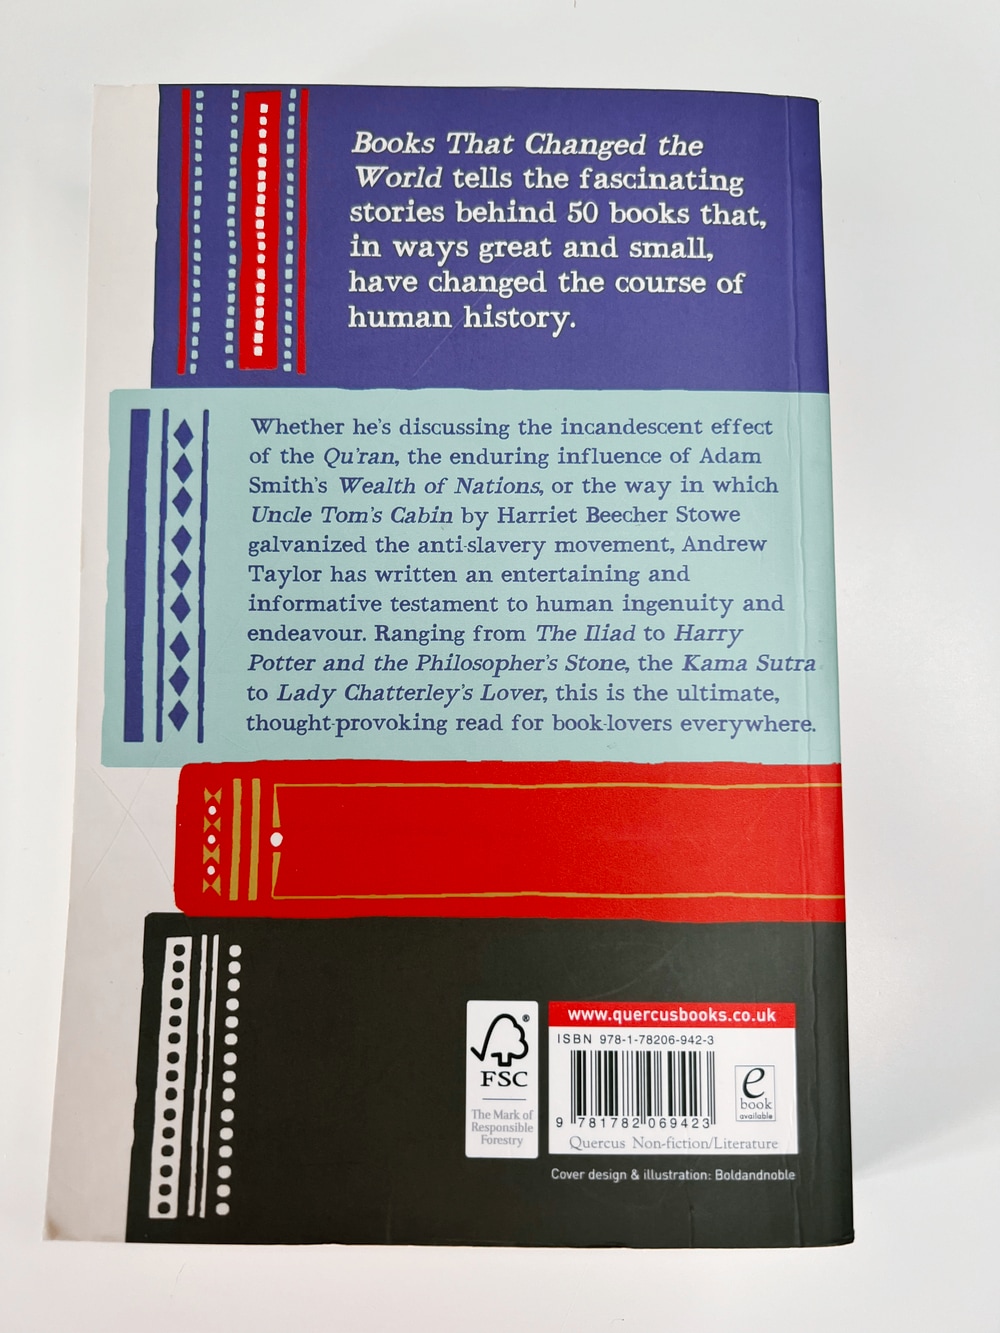 Books That Changed the
World tells the fascinating
stories behind 50 books that,
in ways great and small,
have changed the course of
human history.
Whether he's discussing the incandescent effect
of the Qu'ran, the enduring influence of Adam
Smith's Wealth of Nations, or the way in which
Uncle Tom's Cabin by Harriet Beecher Stowe
galvanized the anti-slavery movement, Andrew
Taylor has written an entertaining and
informative testament to human ingenuity and
endeavour. Ranging from The Iliad to Harry
Potter and the Philosopher's Stone, the Kama Sutra
to Lady Chatterley's Lover, this is the ultimate,
thought-provoking read for book-lovers everywhere.
®
FSC
The Mark of
Responsible
Forestry
www.quercusbooks.co.uk
ISBN 978-1-78206-942-3
9 781782 069423
e
book
available
Quercus Non-fiction/Literature
Cover design & illustration: Boldandnoble